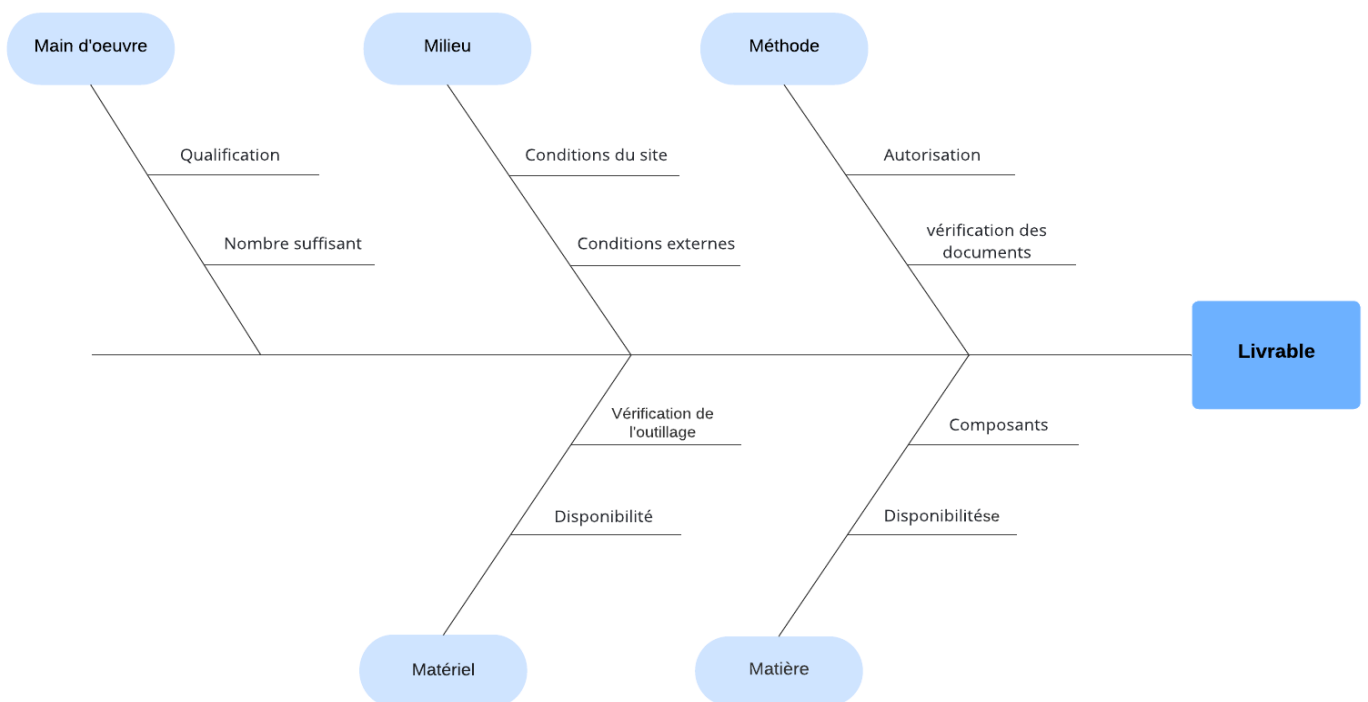 Main d'oeuvre
Milieu
Méthode
Qualification
Conditions du site
Autorisation
Nombre suffisant
Conditions externes
vérification des
documents
Livrable
Vérification de
l'outillage
Composants
Disponibilité
Disponibilitése
Matériel
Matière